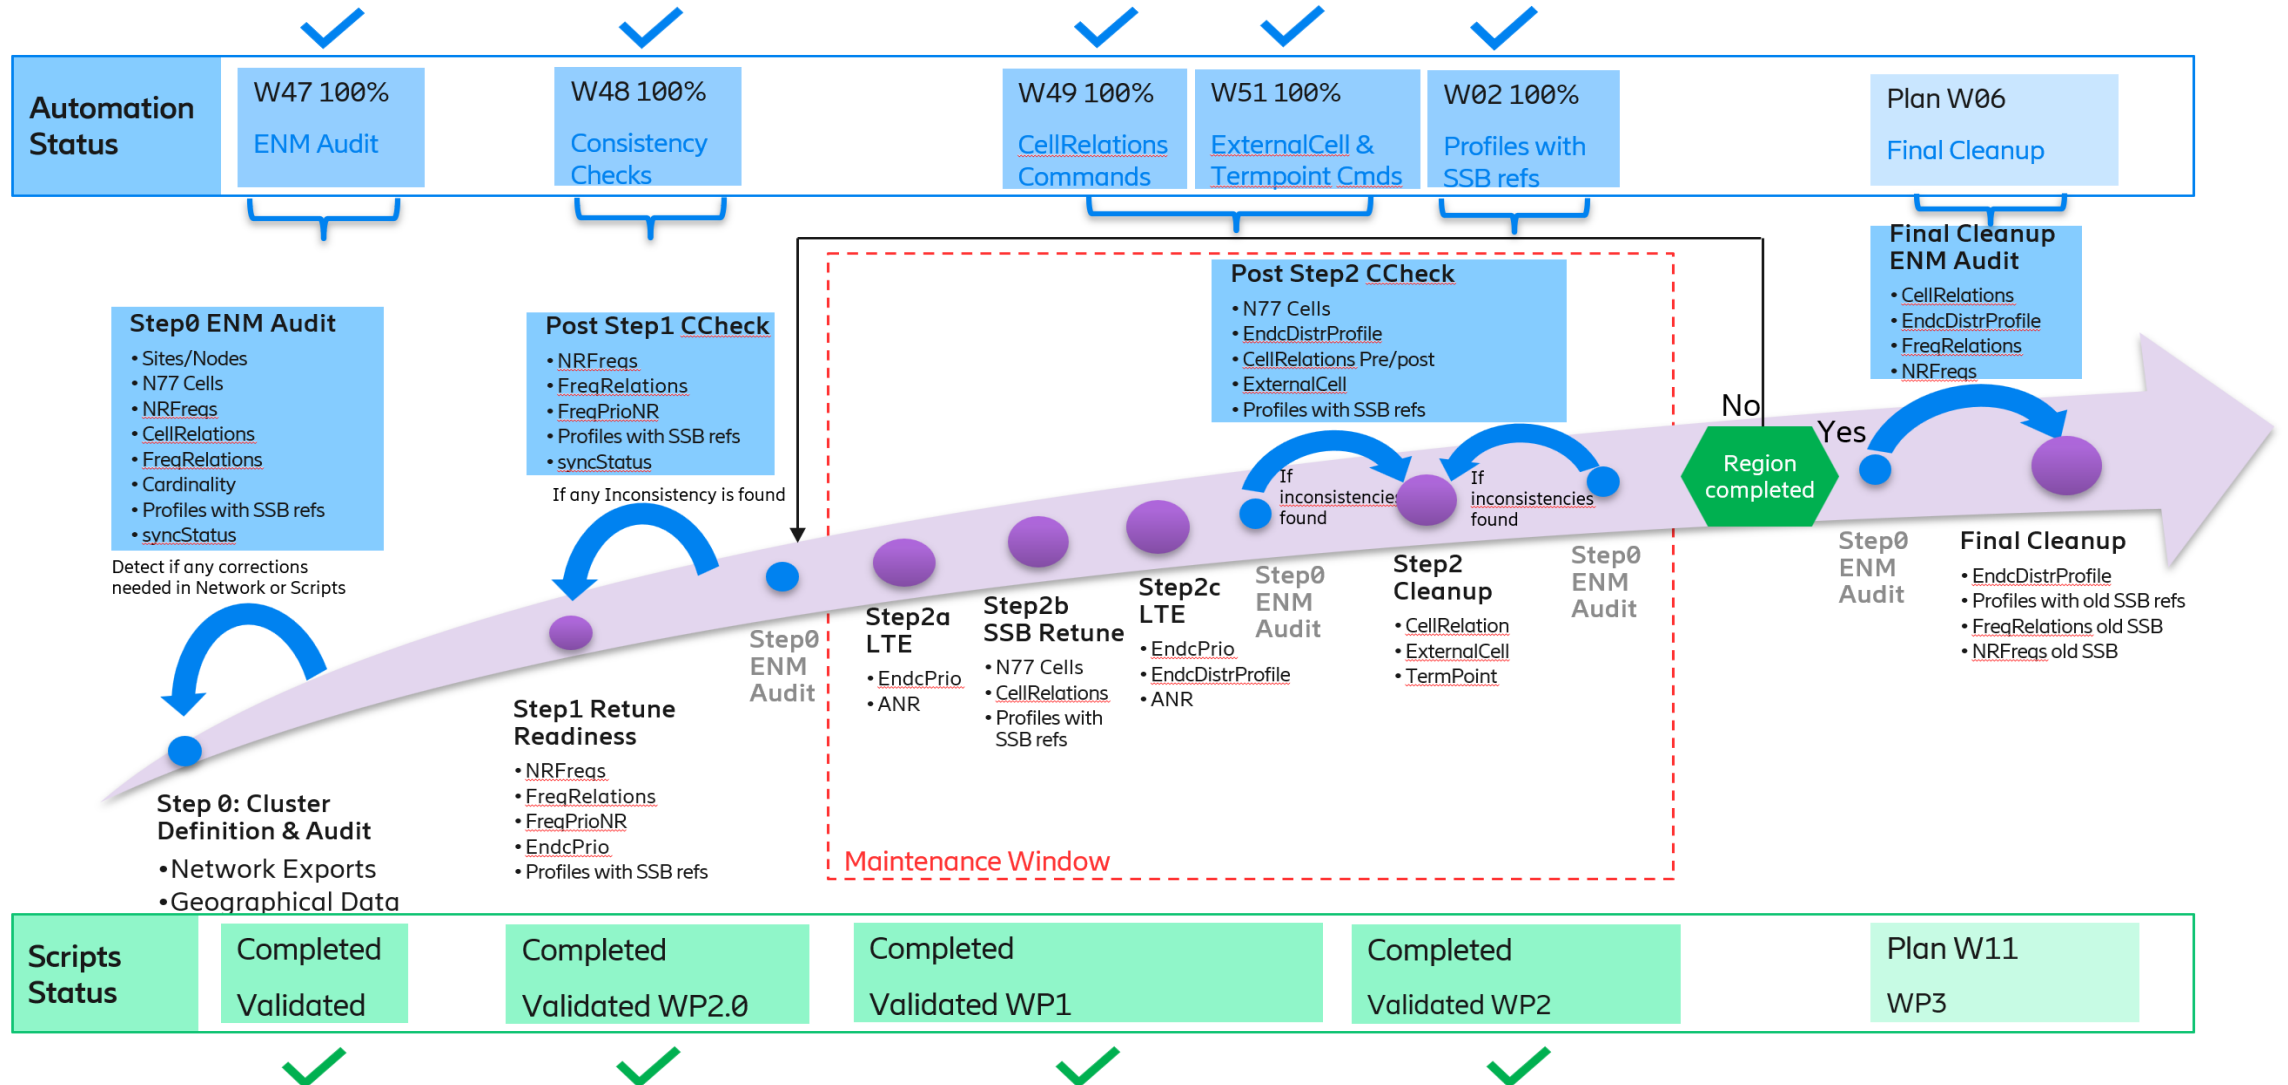 Automation
Status
W47 100%
ENM Audit
W48 100%
Consistency
Checks
W49 100%
CellRelations
Commands
W51 100%
ExternalCell &
Termpoint Cmds
W02 100%
Profiles with
SSB refs
Plan W06
Final Cleanup
Step0 ENM Audit
• Sites/Nodes
• N77 Cells
• NRFreqs
• CellRelations
• FreqRelations
• Cardinality
• Profiles with SSB refs
• syncStatus
Detect if any corrections
needed in Network or Scripts
Post Step1 CCheck
• NRFreqs
• FreqRelations
• FreqPrioNR
• Profiles with SSB refs
• syncStatus
If any Inconsistency is found
Post Step2 CCheck
• N77 Cells
• EndcDistrProfile
• CellRelations Pre/post
• ExternalCell
• Profiles with SSB refs
Final Cleanup
ENM Audit
• CellRelations
• EndcDistrProfile
• FreqRelations
• NRFreqs
No
Yes
Region
completed
If
inconsistencies
found
If
inconsistencies
found
Step 0: Cluster
Definition & Audit
•Network Exports
•Geographical Data
Step1 Retune
Readiness
• NRFreqs
• FreqRelations
• FreqPrioNR
• EndcPrio
• Profiles with SSB refs
Step0
ENM
Audit
Step2a
LTE
• EndcPrio
• ANR
Step2b
SSB Retune
• N77 Cells
• CellRelations
• Profiles with
SSB refs
Step2c
LTE
• EndcPrio
• EndcDistrProfile
• ANR
Step0
ENM
Audit
Step2
Cleanup
• CellRelation
• ExternalCell
• TermPoint
Step0
ENM
Audit
Step0
ENM
Audit
Final Cleanup
• EndcDistrProfile
• Profiles with old SSB refs
• FreqRelations old SSB
• NRFreqs old SSB
Maintenance Window
Scripts
Status
Completed
Validated
Completed
Validated WP2.0
Completed
Validated WP1
Completed
Validated WP2
Plan W11
WP3